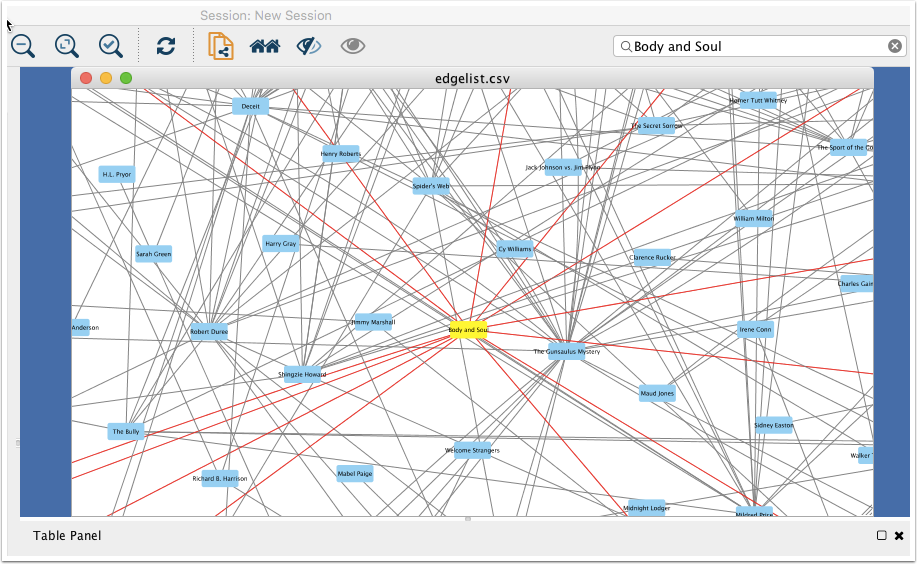 Session: New Session
Body and Soul
edgelist.csv
Deceit
Homer Tutt Whitney
The Secret Sorrow
The Sport of the
Henry Roberts
Jack Johnson vs. Jim Flynn
H.L. Pryor
Spider's Web
William Milton
Harry Gray
Cy Williams
Sarah Green
Clarence Rucker
Charles
Anderson
Robert Duree
Jimmy Marshall
Body and Soul
Irene Conn
The Gunsaulus Mystery
Shingzie Howard
Maud Jones
The Bully
Sidney Easton
Welcome Strangers
Walker
Richard B. Harrison
Mabel Paige
Midnight Lodger
Mildred Price
Table Panel